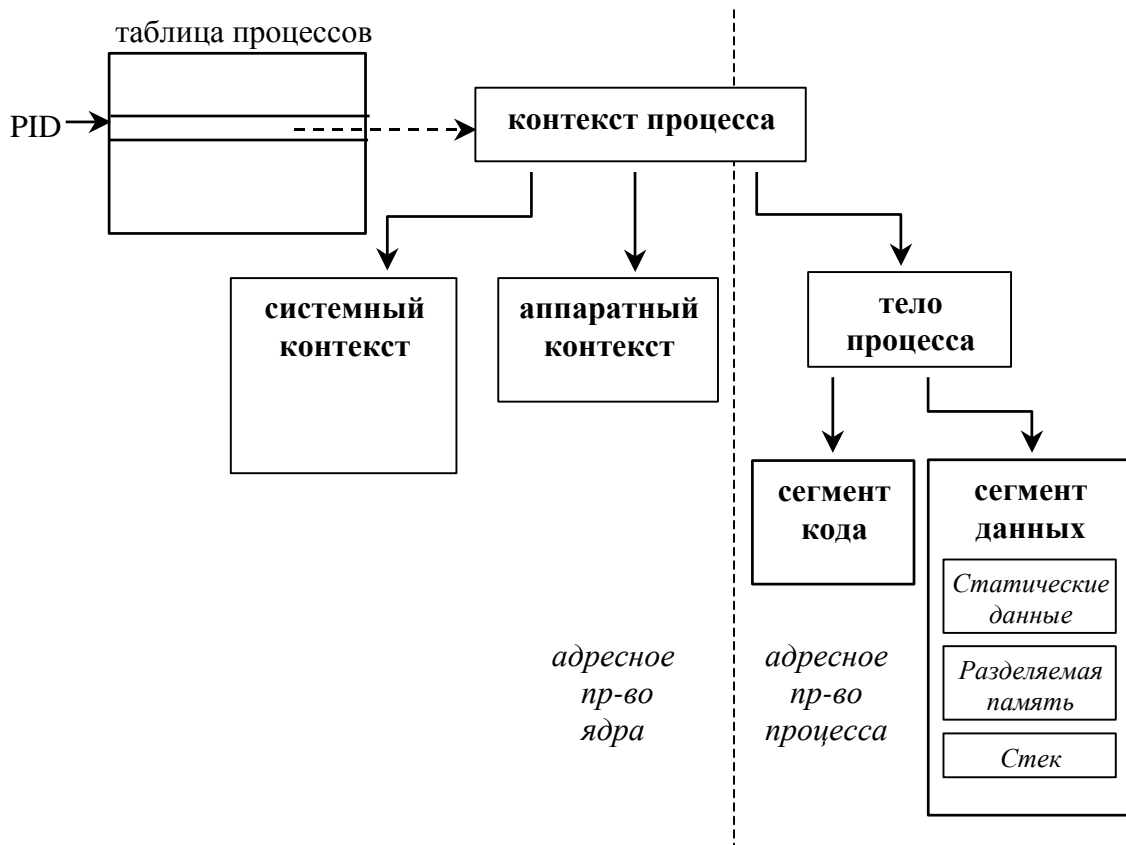 таблица процессов
PID
контекст процесса
системный
контекст
аппаратный
контекст
тело
процесса
сегмент
кода
сегмент
данных
Статические
данные
Разделяемая
память
Стек
адресное
пр-во
ядра
адресное
пр-во
процесса